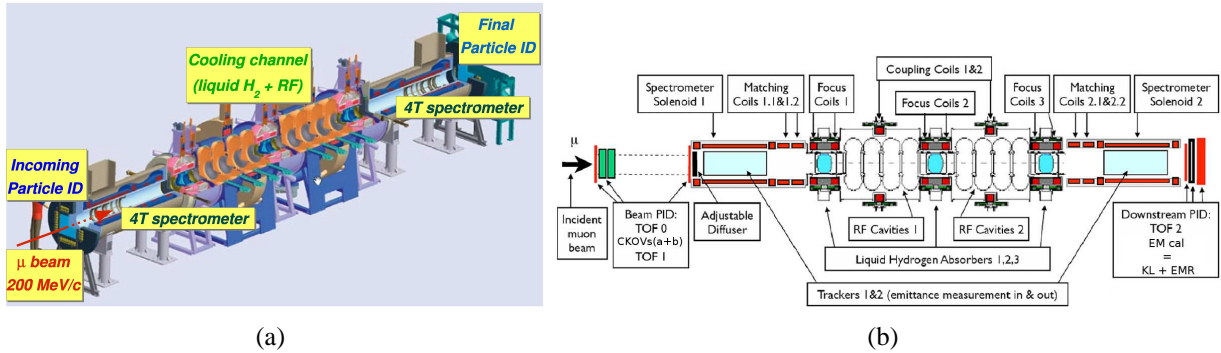 Final
Particle ID
Cooling channel
(liquid H2 + RF)
4T spectrometer
Incoming
Particle ID
4T spectrometer
μ beam
200 MeV/c
(a)
Coupling Coils 1&2
Spectrometer
Solenoid 1
Matching
Coils 1.1&1.2
Focus
Coils 1
Focus Coils 2
Focus
Coils 3
Matching
Coils 2.1&2.2
Spectrometer
Solenoid 2
μ
Incident
muon
beam
Beam PID:
TOF 0
CKOVs(a+b)
TOF 1
Adjustable
Diffuser
RF Cavities 1
RF Cavities 2
Downstream PID:
TOF 2
EM cal
=
KL + EMR
Liquid Hydrogen Absorbers 1,2,3
Trackers 1&2 (emittance measurement in & out)
(b)